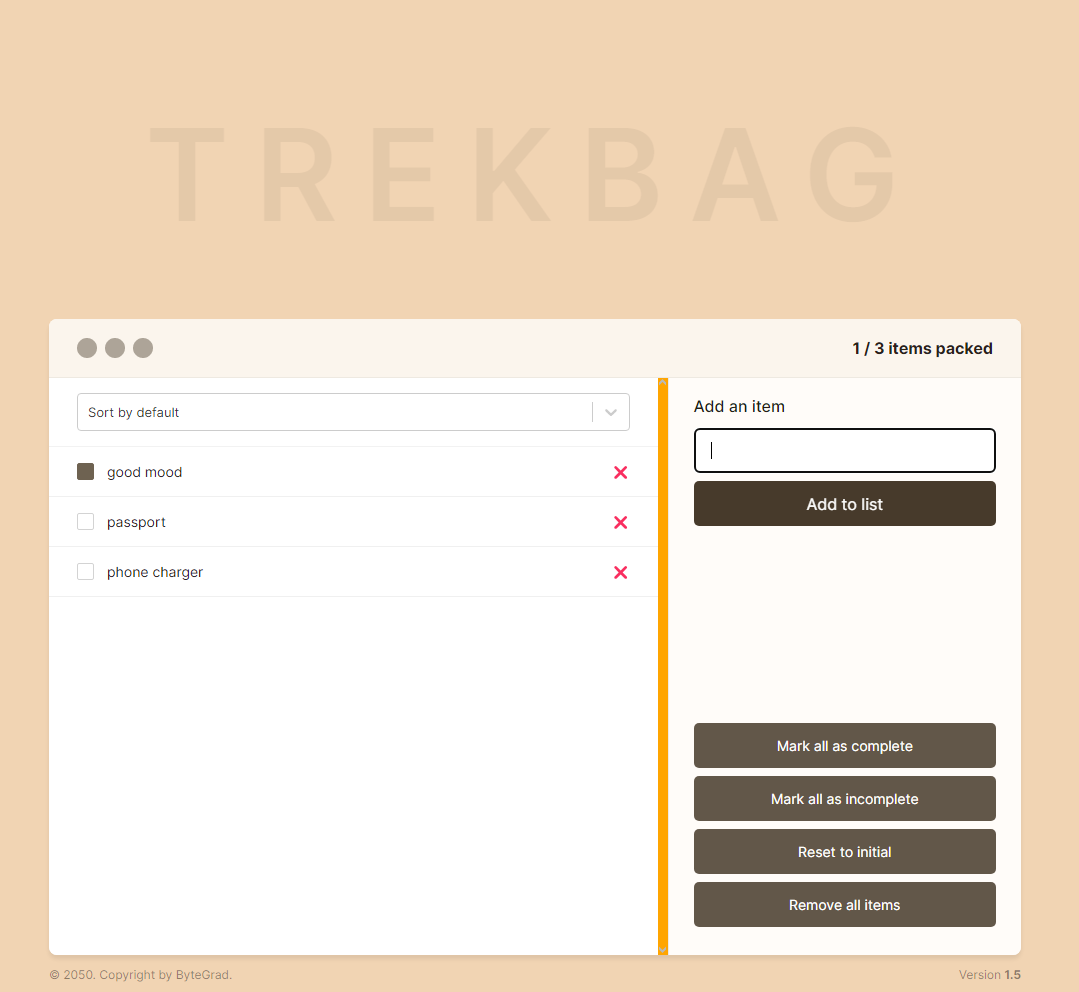 TREKBAG
1 / 3 items packed
Sort by default
good mood
passport
phone charger
Add an item
Add to list
Mark all as complete
Mark all as incomplete
Reset to initial
Remove all items
© 2050. Copyright by ByteGrad.
Version 1.5